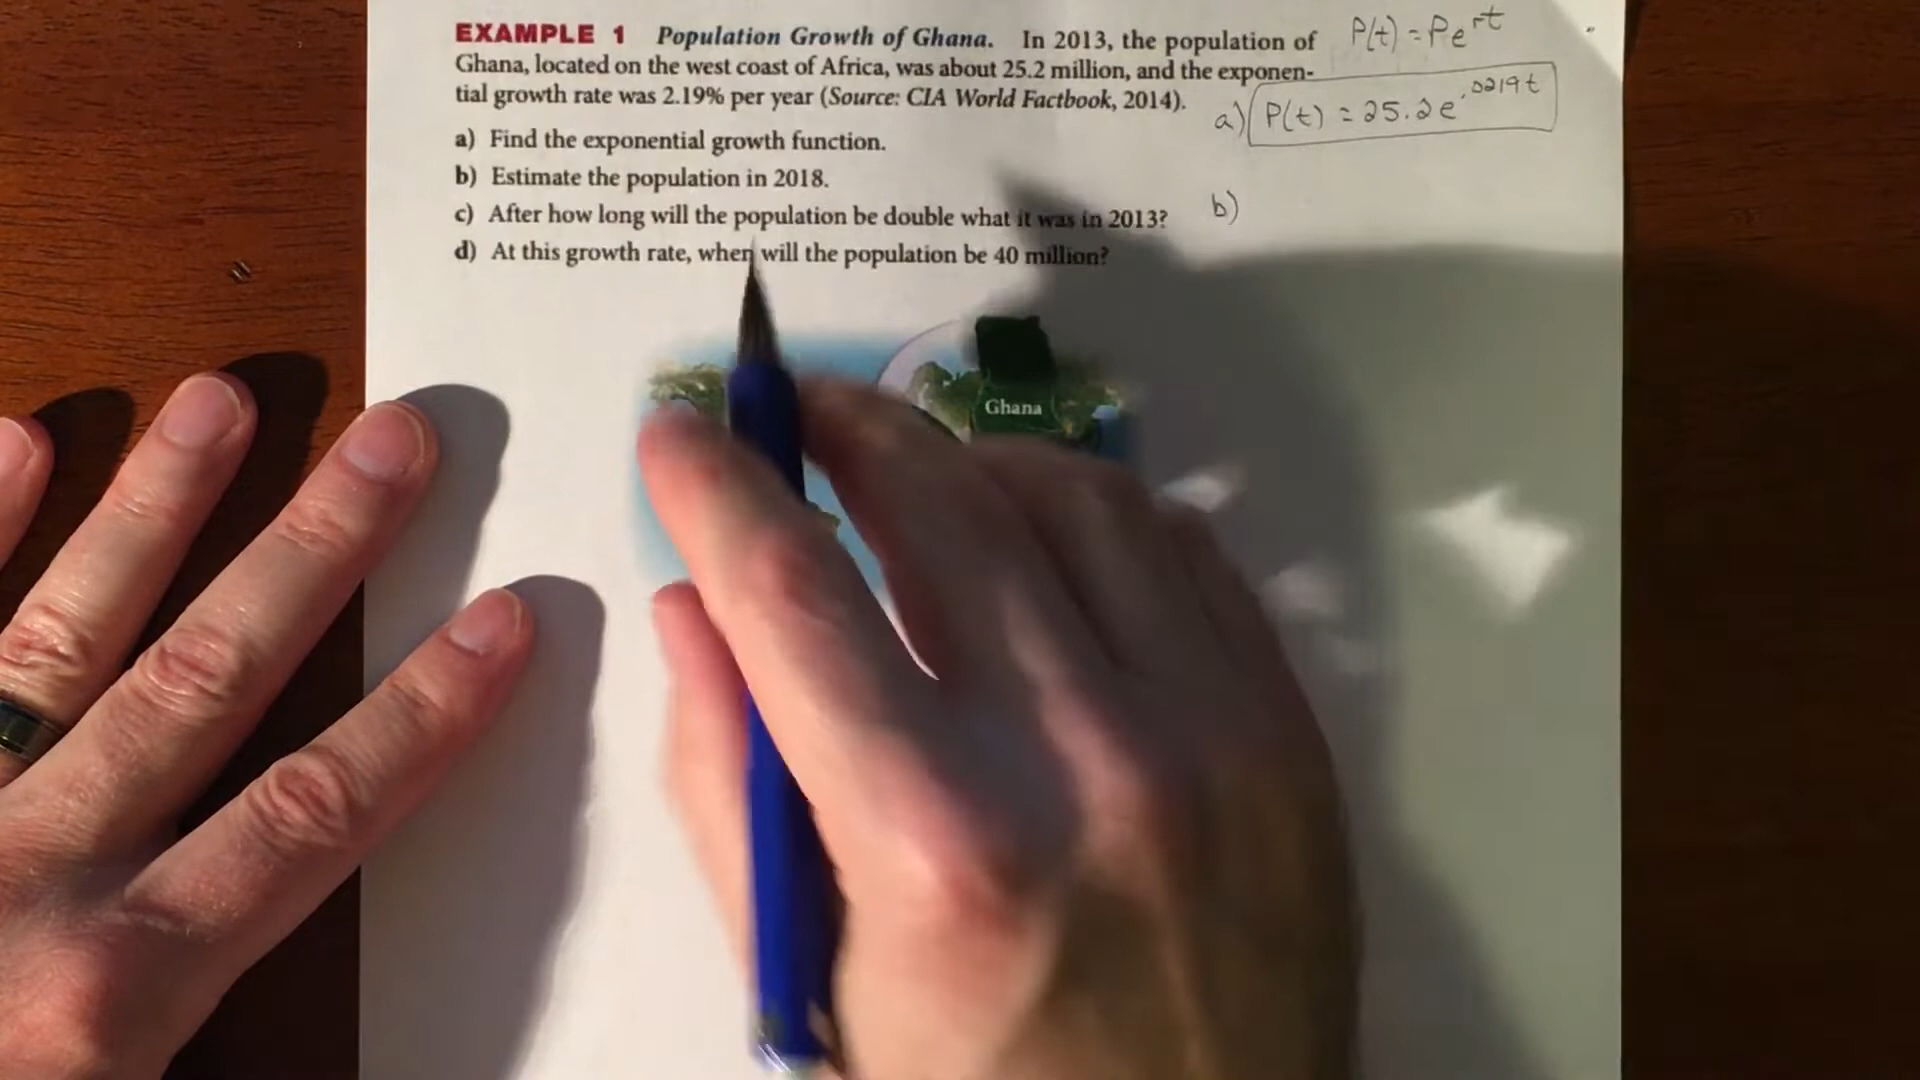 EXAMPLE 1 Population Growth of Ghana. In 2013, the population of
Ghana, located on the west coast of Africa, was about 25.2 million, and the exponen-
tial growth rate was 2.19% per year (Source: CIA World Factbook, 2014).
a) Find the exponential growth function.
b) Estimate the population in 2018.
c) After how long will the population be double what it was in 2013?
d) At this growth rate, when will the population be 40 million?
P(t) = Pe^rt
a) P(t) = 25.2e^.0219t
b)
Ghana